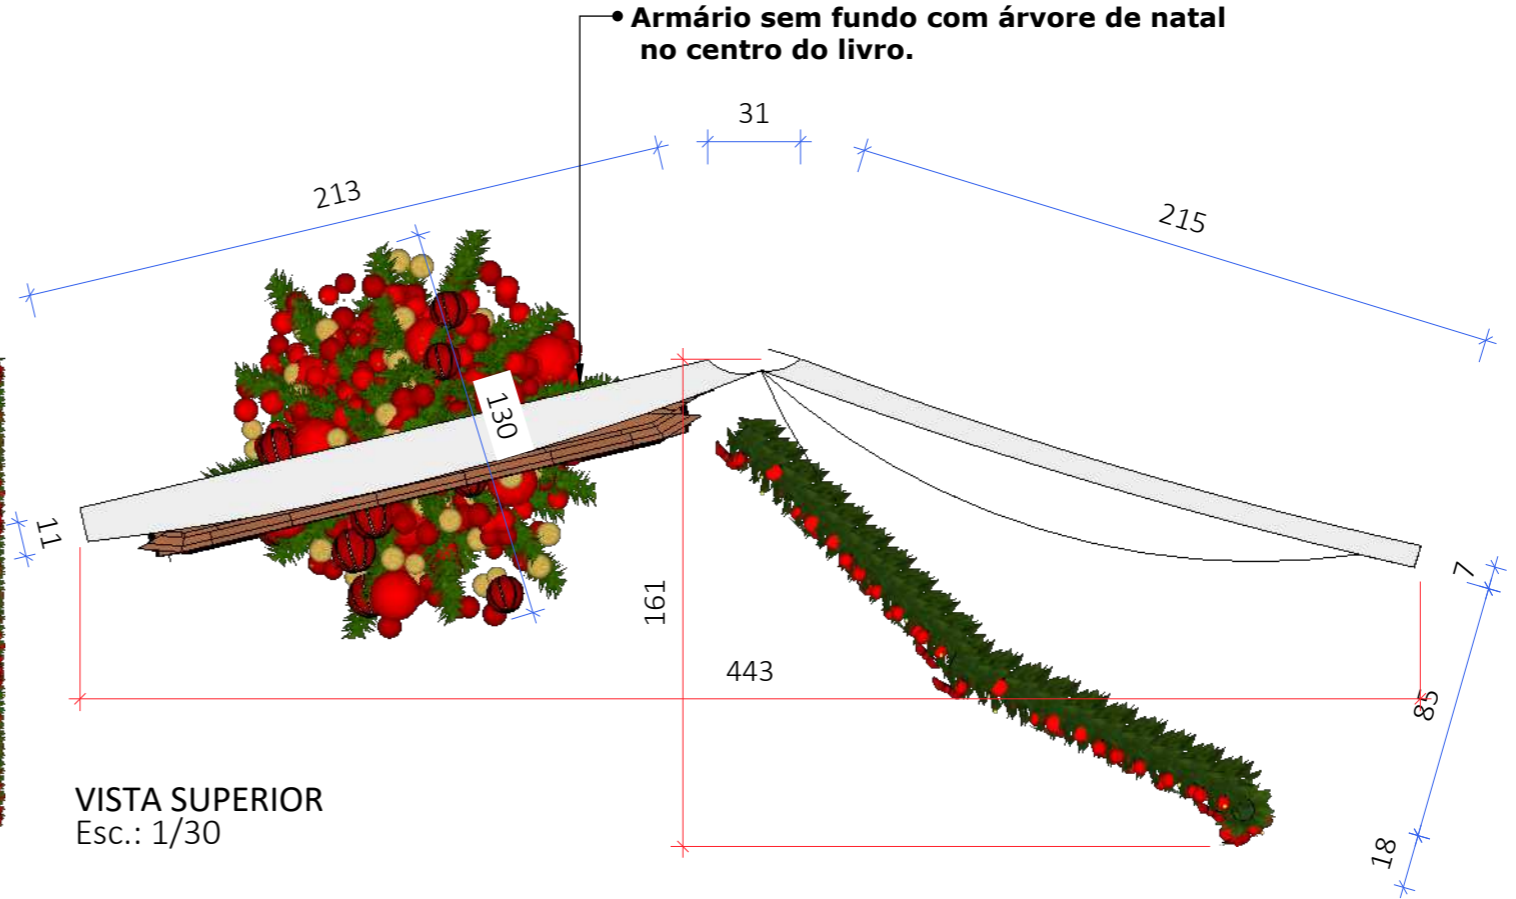 Armário sem fundo com árvore de natal
no centro do livro.
31
213
215
130
11
7
161
443
85
18
VISTA SUPERIOR
Esc.: 1/30